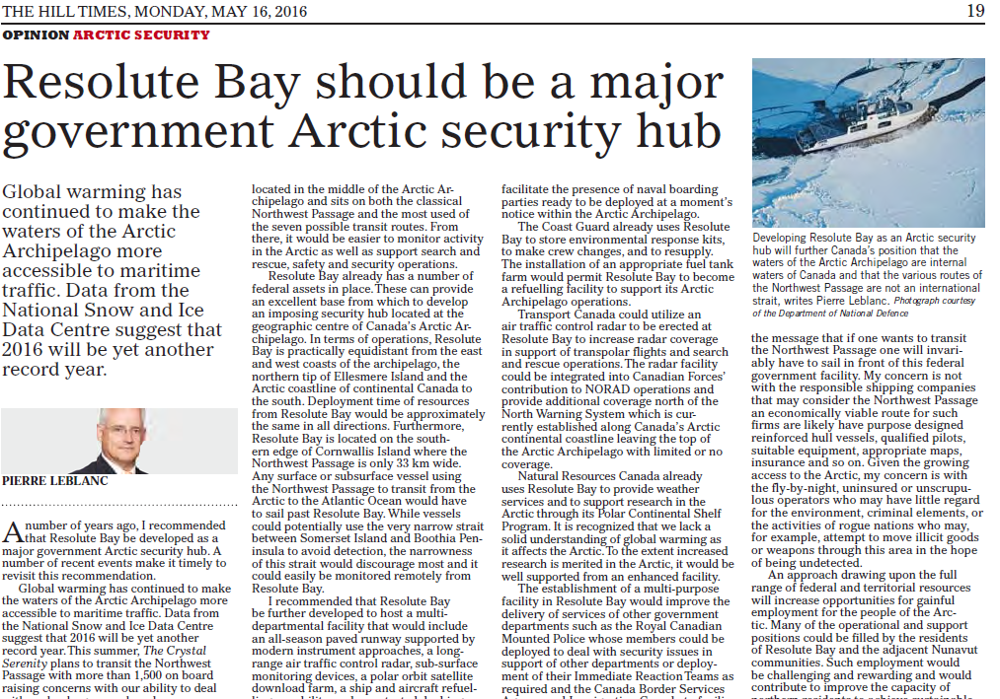 THE HILL TIMES, MONDAY, MAY 16, 2016
19
OPINION ARCTIC SECURITY
Resolute Bay should be a major
government Arctic security hub
Global warming has
continued to make the
waters of the Arctic
Archipelago more
accessible to maritime
traffic. Data from the
National Snow and Ice
Data Centre suggest that
2016 will be yet another
record year.
PIERRE LEBLANC
A number of years ago, I recommended
that Resolute Bay be developed as a
major government Arctic security hub. A
number of recent events make it timely to
revisit this recommendation.
Global warming has continued to make
the waters of the Arctic Archipelago more
accessible to maritime traffic. Data from
the National Snow and Ice Data Centre
suggest that 2016 will be yet another
record year. This summer, The Crystal
Serenity plans to transit the Northwest
Passage with more than 1,500 on board
raising concerns with our ability to deal
located in the middle of the Arctic Ar-
chipelago and sits on both the classical
Northwest Passage and the most used of
the seven possible transit routes. From
there, it would be easier to monitor activity
in the Arctic as well as support search and
rescue, safety and security operations.
Resolute Bay already has a number of
federal assets in place. These can provide
an excellent base from which to develop
an imposing security hub located at the
geographic centre of Canada's Arctic Ar-
chipelago. In terms of operations, Resolute
Bay is practically equidistant from the east
and west coasts of the archipelago, the
northern tip of Ellesmere Island and the
Arctic coastline of continental Canada to
the south. Deployment time of resources
from Resolute Bay would be approximately
the same in all directions. Furthermore,
Resolute Bay is located on the south-
ern edge of Cornwallis Island where the
Northwest Passage is only 33 km wide.
Any surface or subsurface vessel using
the Northwest Passage to transit from the
Arctic to the Atlantic Ocean would have
to sail past Resolute Bay. While vessels
could potentially use the very narrow strait
between Somerset Island and Boothia Pen-
insula to avoid detection, the narrowness
of this strait would discourage most and it
could easily be monitored remotely from
Resolute Bay.
I recommended that Resolute Bay
be further developed to host a multi-
departmental facility that would include
an all-season paved runway supported by
modern instrument approaches, a long-
range air traffic control radar, sub-surface
monitoring devices, a polar orbit satellite
download farm, a ship and aircraft refuel-
facilitate the presence of naval boarding
parties ready to be deployed at a moment's
notice within the Arctic Archipelago.
The Coast Guard already uses Resolute
Bay to store environmental response kits,
to make crew changes, and to resupply.
The installation of an appropriate fuel tank
farm would permit Resolute Bay to become
a refuelling facility to support its Arctic
Archipelago operations.
Transport Canada could utilize an
air traffic control radar to be erected at
Resolute Bay to increase radar coverage
in support of transpolar flights and search
and rescue operations. The radar facility
could be integrated into Canadian Forces'
contribution to NORAD operations and
provide additional coverage north of the
North Warning System which is cur-
rently established along Canada's Arctic
continental coastline leaving the top of
the Arctic Archipelago with limited or no
coverage.
Natural Resources Canada already
uses Resolute Bay to provide weather
services and to support research in the
Arctic through its Polar Continental Shelf
Program. It is recognized that we lack a
solid understanding of global warming as
it affects the Arctic. To the extent increased
research is merited in the Arctic, it would be
well supported from an enhanced facility.
The establishment of a multi-purpose
facility in Resolute Bay would improve the
delivery of services of other government
departments such as the Royal Canadian
Mounted Police whose members could be
deployed to deal with security issues in
support of other departments or deploy-
ment of their Immediate Reaction Teams as
required and the Canada Border Services
Developing Resolute Bay as an Arctic security
hub will further Canada's position that the
waters of the Arctic Archipelago are internal
waters of Canada and that the various routes of
the Northwest Passage are not an international
strait, writes Pierre Leblanc. Photograph courtesy
of the Department of National Defence
the message that if one wants to transit
the Northwest Passage one will invari-
ably have to sail in front of this federal
government facility. My concern is not
with the responsible shipping companies
that may consider the Northwest Passage
an economically viable route for such
firms are likely have purpose designed
reinforced hull vessels, qualified pilots,
suitable equipment, appropriate maps,
insurance and so on. Given the growing
access to the Arctic, my concern is with
the fly-by-night, uninsured or unscrupu-
lous operators who may have little regard
for the environment, criminal elements, or
the activities of rogue nations who may,
for example, attempt to move illicit goods
or weapons through this area in the hope
of being undetected.
An approach drawing upon the full
range of federal and territorial resources
will increase opportunities for gainful
employment for the people of the Arc-
tic. Many of the operational and support
positions could be filled by the residents
of Resolute Bay and the adjacent Nunavut
communities. Such employment would
be challenging and rewarding and would
contribute to improve the capacity of